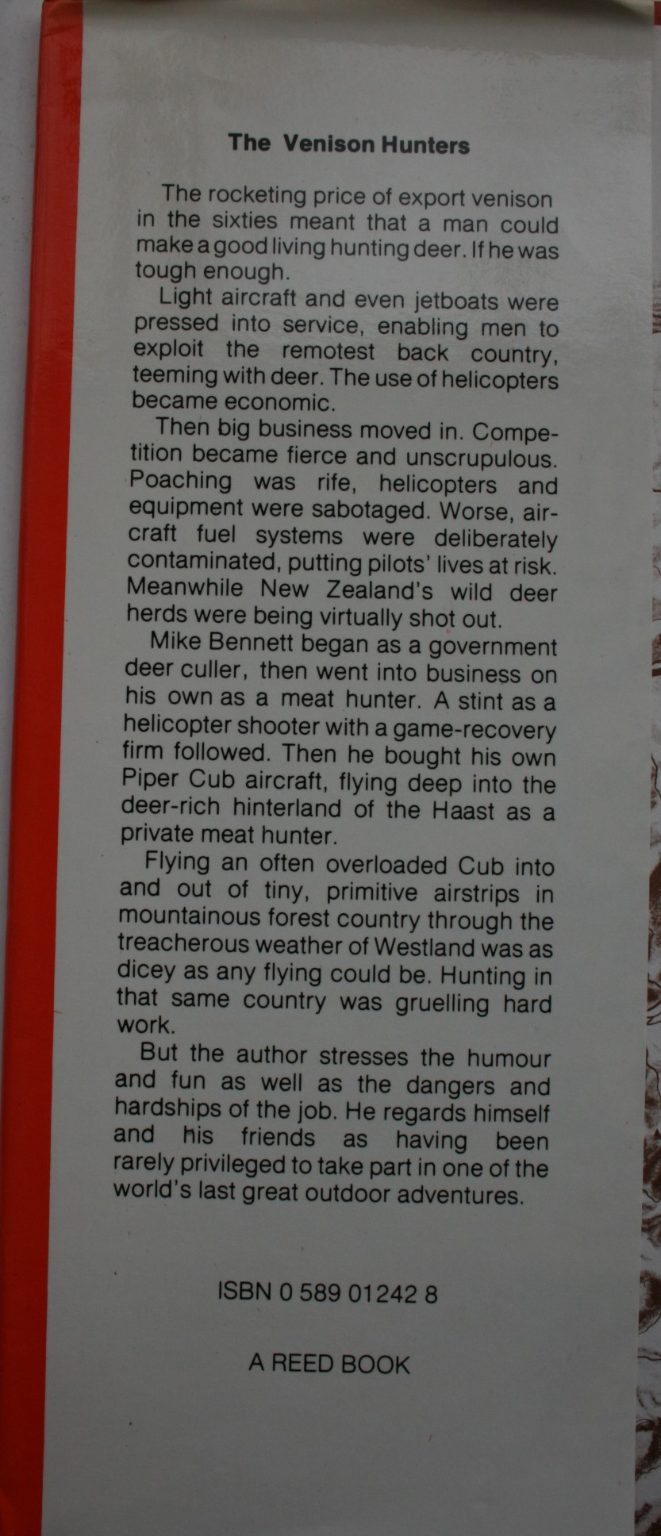 The Venison Hunters
The rocketing price of export venison
in the sixties meant that a man could
make a good living hunting deer. If he was
tough enough.
Light aircraft and even jetboats were
pressed into service, enabling men to
exploit the remotest back country,
teeming with deer. The use of helicopters
became economic.
Then big business moved in. Compe-
tition became fierce and unscrupulous.
Poaching was rife, helicopters and
equipment were sabotaged. Worse, air-
craft fuel systems were deliberately
contaminated, putting pilots' lives at risk.
Meanwhile New Zealand's wild deer
herds were being virtually shot out.
Mike Bennett began as a government
deer culler, then went into business on
his own as a meat hunter. A stint as a
helicopter shooter with a game-recovery
firm followed. Then he bought his own
Piper Cub aircraft, flying deep into the
deer-rich hinterland of the Haast as a
private meat hunter.
Flying an often overloaded Cub into
and out of tiny, primitive airstrips in
mountainous forest country through the
treacherous weather of Westland was as
dicey as any flying could be. Hunting in
that same country was gruelling hard
work.
But the author stresses the humour
and fun as well as the dangers and
hardships of the job. He regards himself
and his friends as having been
rarely privileged to take part in one of the
world's last great outdoor adventures.
ISBN 0 589 01242 8
A REED BOOK